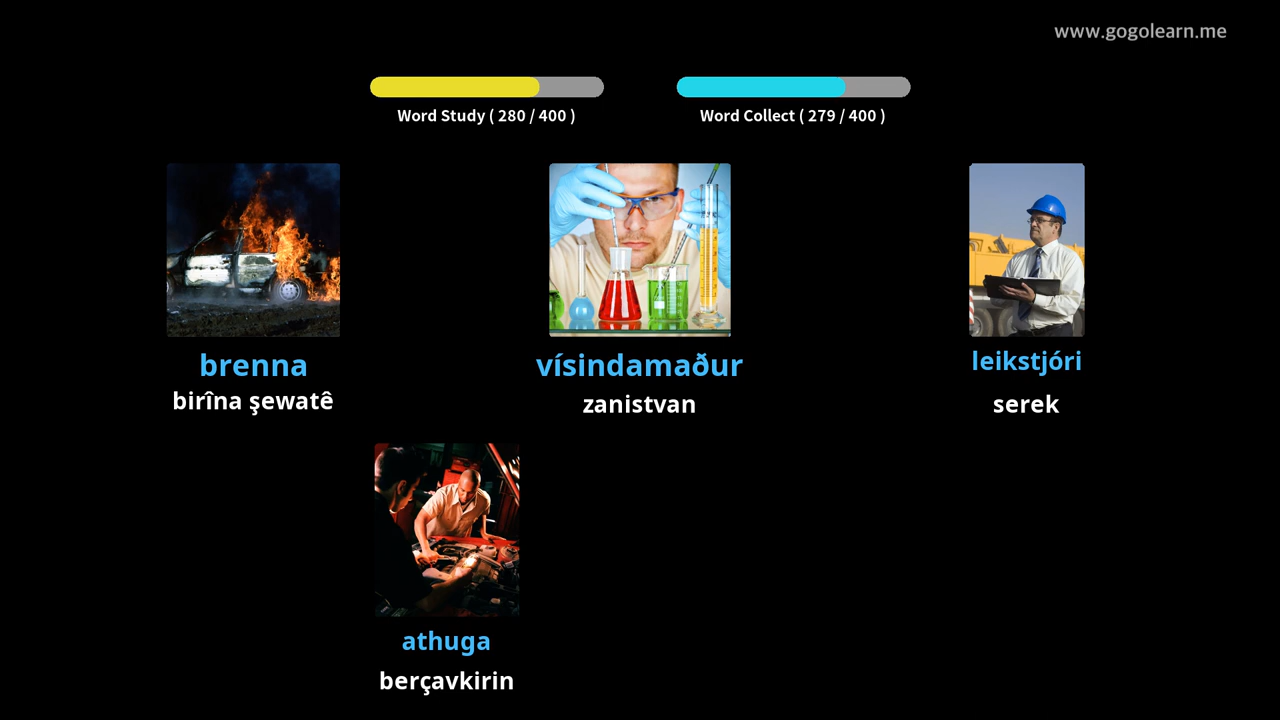 www.gogolearn.me
Word Study ( 280 / 400 )
Word Collect ( 279 / 400 )
brenna
birîna şewatê
vísindamaður
zanistvan
leikstjóri
serek
athuga
berçavkirin